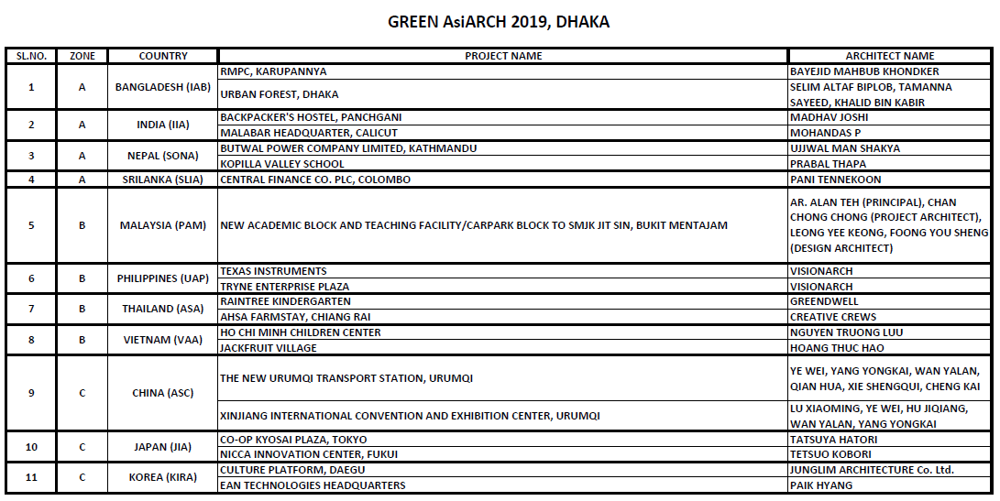 GREEN AsiARCH 2019, DHAKA
SL.NO. ZONE COUNTRY PROJECT NAME ARCHITECT NAME
1 A BANGLADESH (IAB) RMPC, KARUPANNYA BAYEJID MAHBUB KHONDKER
URBAN FOREST, DHAKA SELIM ALTAF BIPLOB, TAMANNA
SAYEED, KHALID BIN KABIR
2 A INDIA (IIA) BACKPACKER'S HOSTEL, PANCHGANI MADHAV JOSHI
MALABAR HEADQUARTER, CALICUT MOHANDAS P
3 A NEPAL (SONA) BUTWAL POWER COMPANY LIMITED, KATHMANDU UJJWAL MAN SHAKYA
KOPILLA VALLEY SCHOOL PRABAL THAPA
4 A SRILANKA (SLIA) CENTRAL FINANCE CO. PLC, COLOMBO PANI TENNEKOON
5 B MALAYSIA (PAM) NEW ACADEMIC BLOCK AND TEACHING FACILITY/CARPARK BLOCK TO SMJK JIT SIN, BUKIT MENTAJAM AR. ALAN TEH (PRINCIPAL), CHAN
CHONG CHONG (PROJECT ARCHITECT),
LEONG YEE KEONG, FOONG YOU SHENG
(DESIGN ARCHITECT)
6 B PHILIPPINES (UAP) TEXAS INSTRUMENTS VISIONARCH
TRYNE ENTERPRISE PLAZA VISIONARCH
7 B THAILAND (ASA) RAINTREE KINDERGARTEN GREENDWELL
AHSA FARMSTAY, CHIANG RAI CREATIVE CREWS
8 B VIETNAM (VAA) HO CHI MINH CHILDREN CENTER NGUYEN TRUONG LUU
JACKFRUIT VILLAGE HOANG THUC HAO
9 C CHINA (ASC) THE NEW URUMQI TRANSPORT STATION, URUMQI YE WEI, YANG YONGKAI, WAN YALAN,
QIAN HUA, XIE SHENGQUI, CHENG KAI
XINJIANG INTERNATIONAL CONVENTION AND EXHIBITION CENTER, URUMQI LU XIAOMING, YE WEI, HU JIQIANG,
WAN YALAN, YANG YONGKAI
10 C JAPAN (JIA) CO-OP KYOSAI PLAZA, TOKYO TATSUYA HATORI
NICCA INNOVATION CENTER, FUKUI TETSUO KOBORI
11 C KOREA (KIRA) CULTURE PLATFORM, DAEGU JUNGLIM ARCHITECTURE Co. Ltd.
EAN TECHNOLOGIES HEADQUARTERS PAIK HYANG